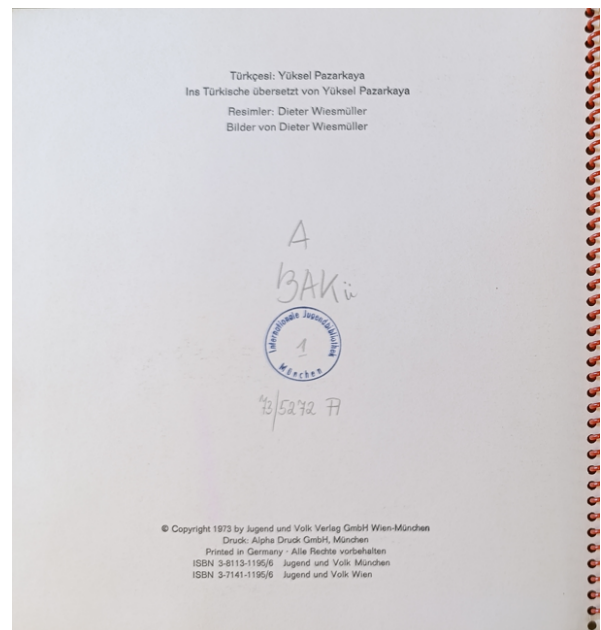 Türkçesi: Yüksel Pazarkaya
Ins Türkische übersetzt von Yüksel Pazarkaya
Resimler: Dieter Wiesmüller
Bilder von Dieter Wiesmüller
A
BAKü
Internationale Jugendbibliothek
1
München
73/5272 A
© Copyright 1973 by Jugend und Volk Verlag GmbH Wien-München
Druck: Alpha Druck GmbH, München
Printed in Germany · Alle Rechte vorbehalten
ISBN 3-8113-1195/6 Jugend und Volk München
ISBN 3-7141-1195/6 Jugend und Volk Wien